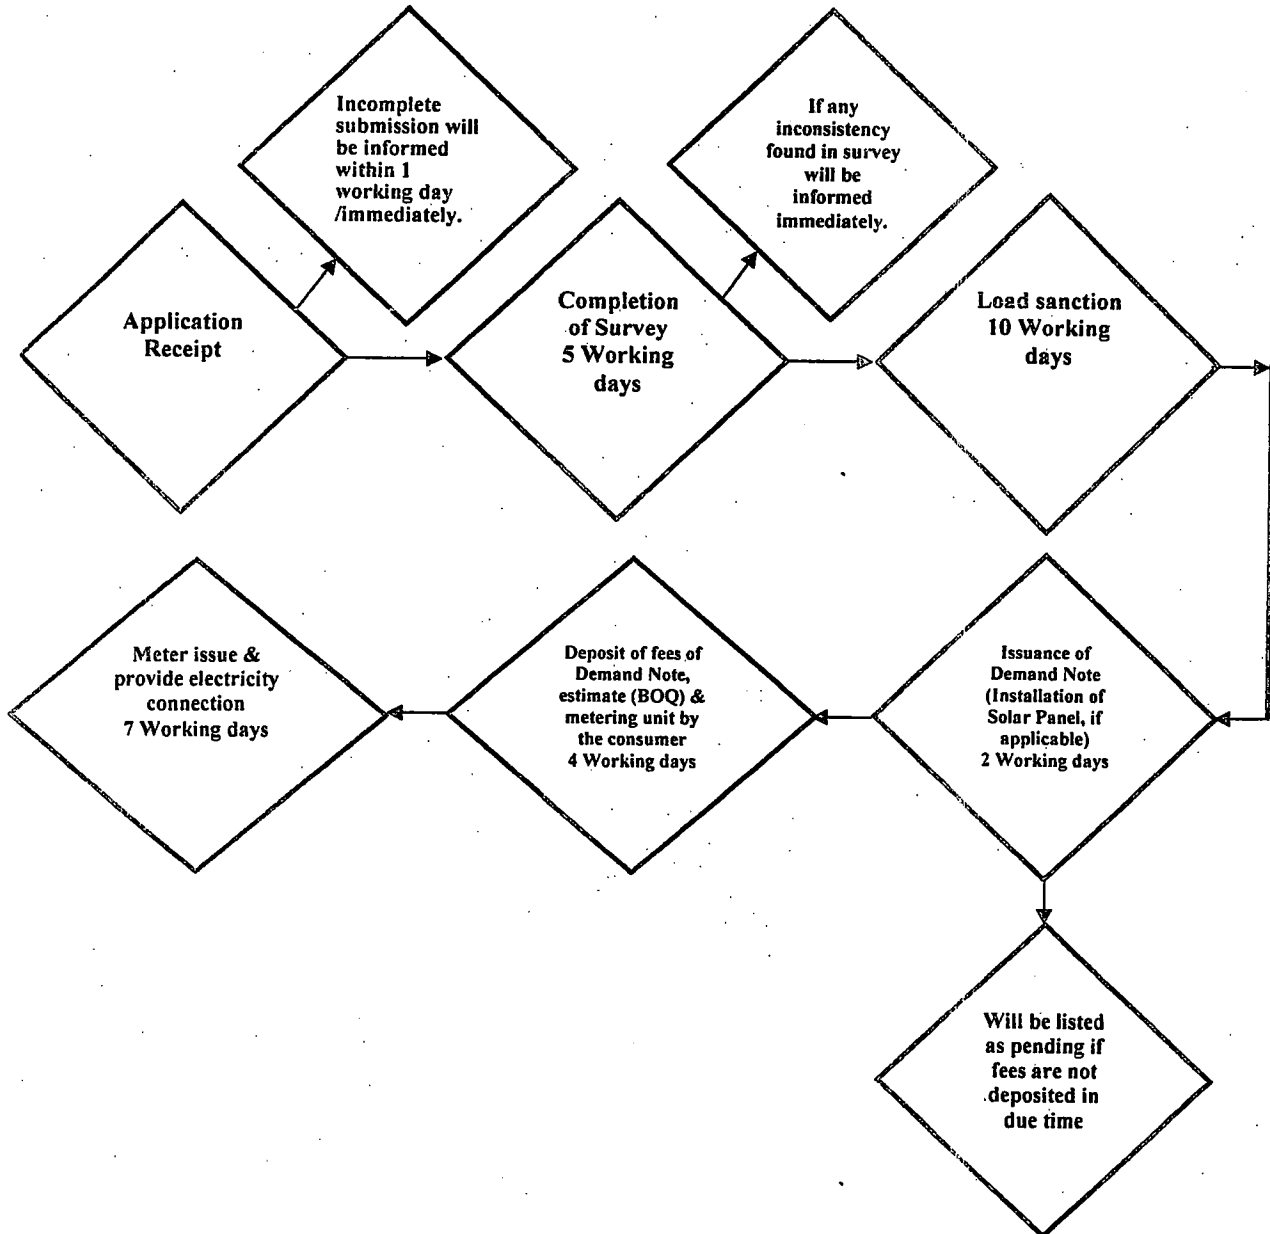 Incomplete
submission will
be informed
within 1
working day
/immediately.
If any
inconsistency
found in survey
will be
informed
immediately.
Application
Receipt
Completion
of Survey
5 Working
days
Load sanction
10 Working
days
Issuance of
Demand Note
(Installation of
Solar Panel, if
applicable)
2 Working days
Deposit of fees of
Demand Note,
estimate (BOQ) &
metering unit by
the consumer
4 Working days
Meter issue &
provide electricity
connection
7 Working days
Will be listed
as pending if
fees are not
deposited in
due time